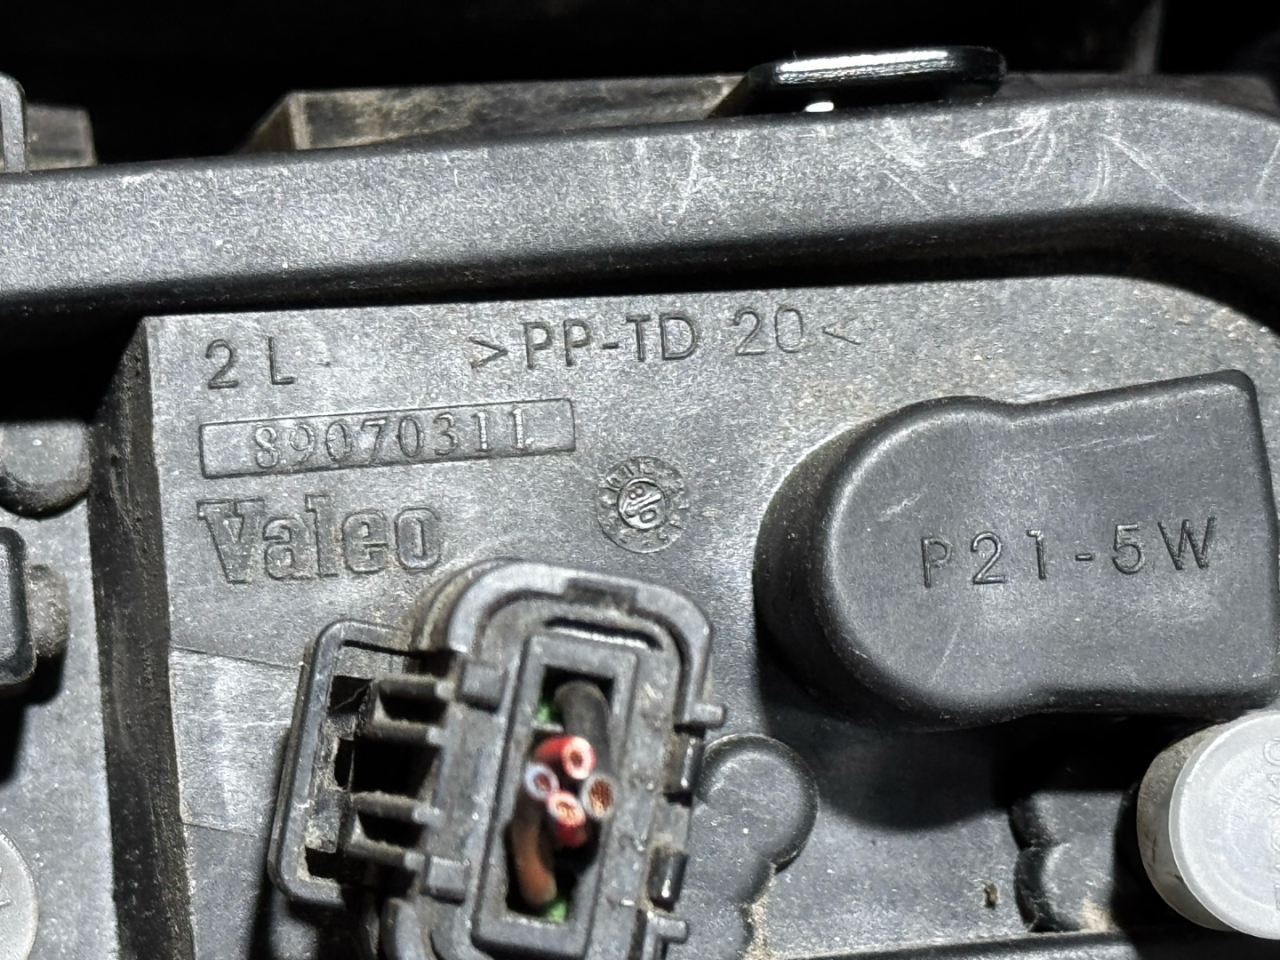 2 L >PP-TD 20<
89070311
Valeo
P21-5W